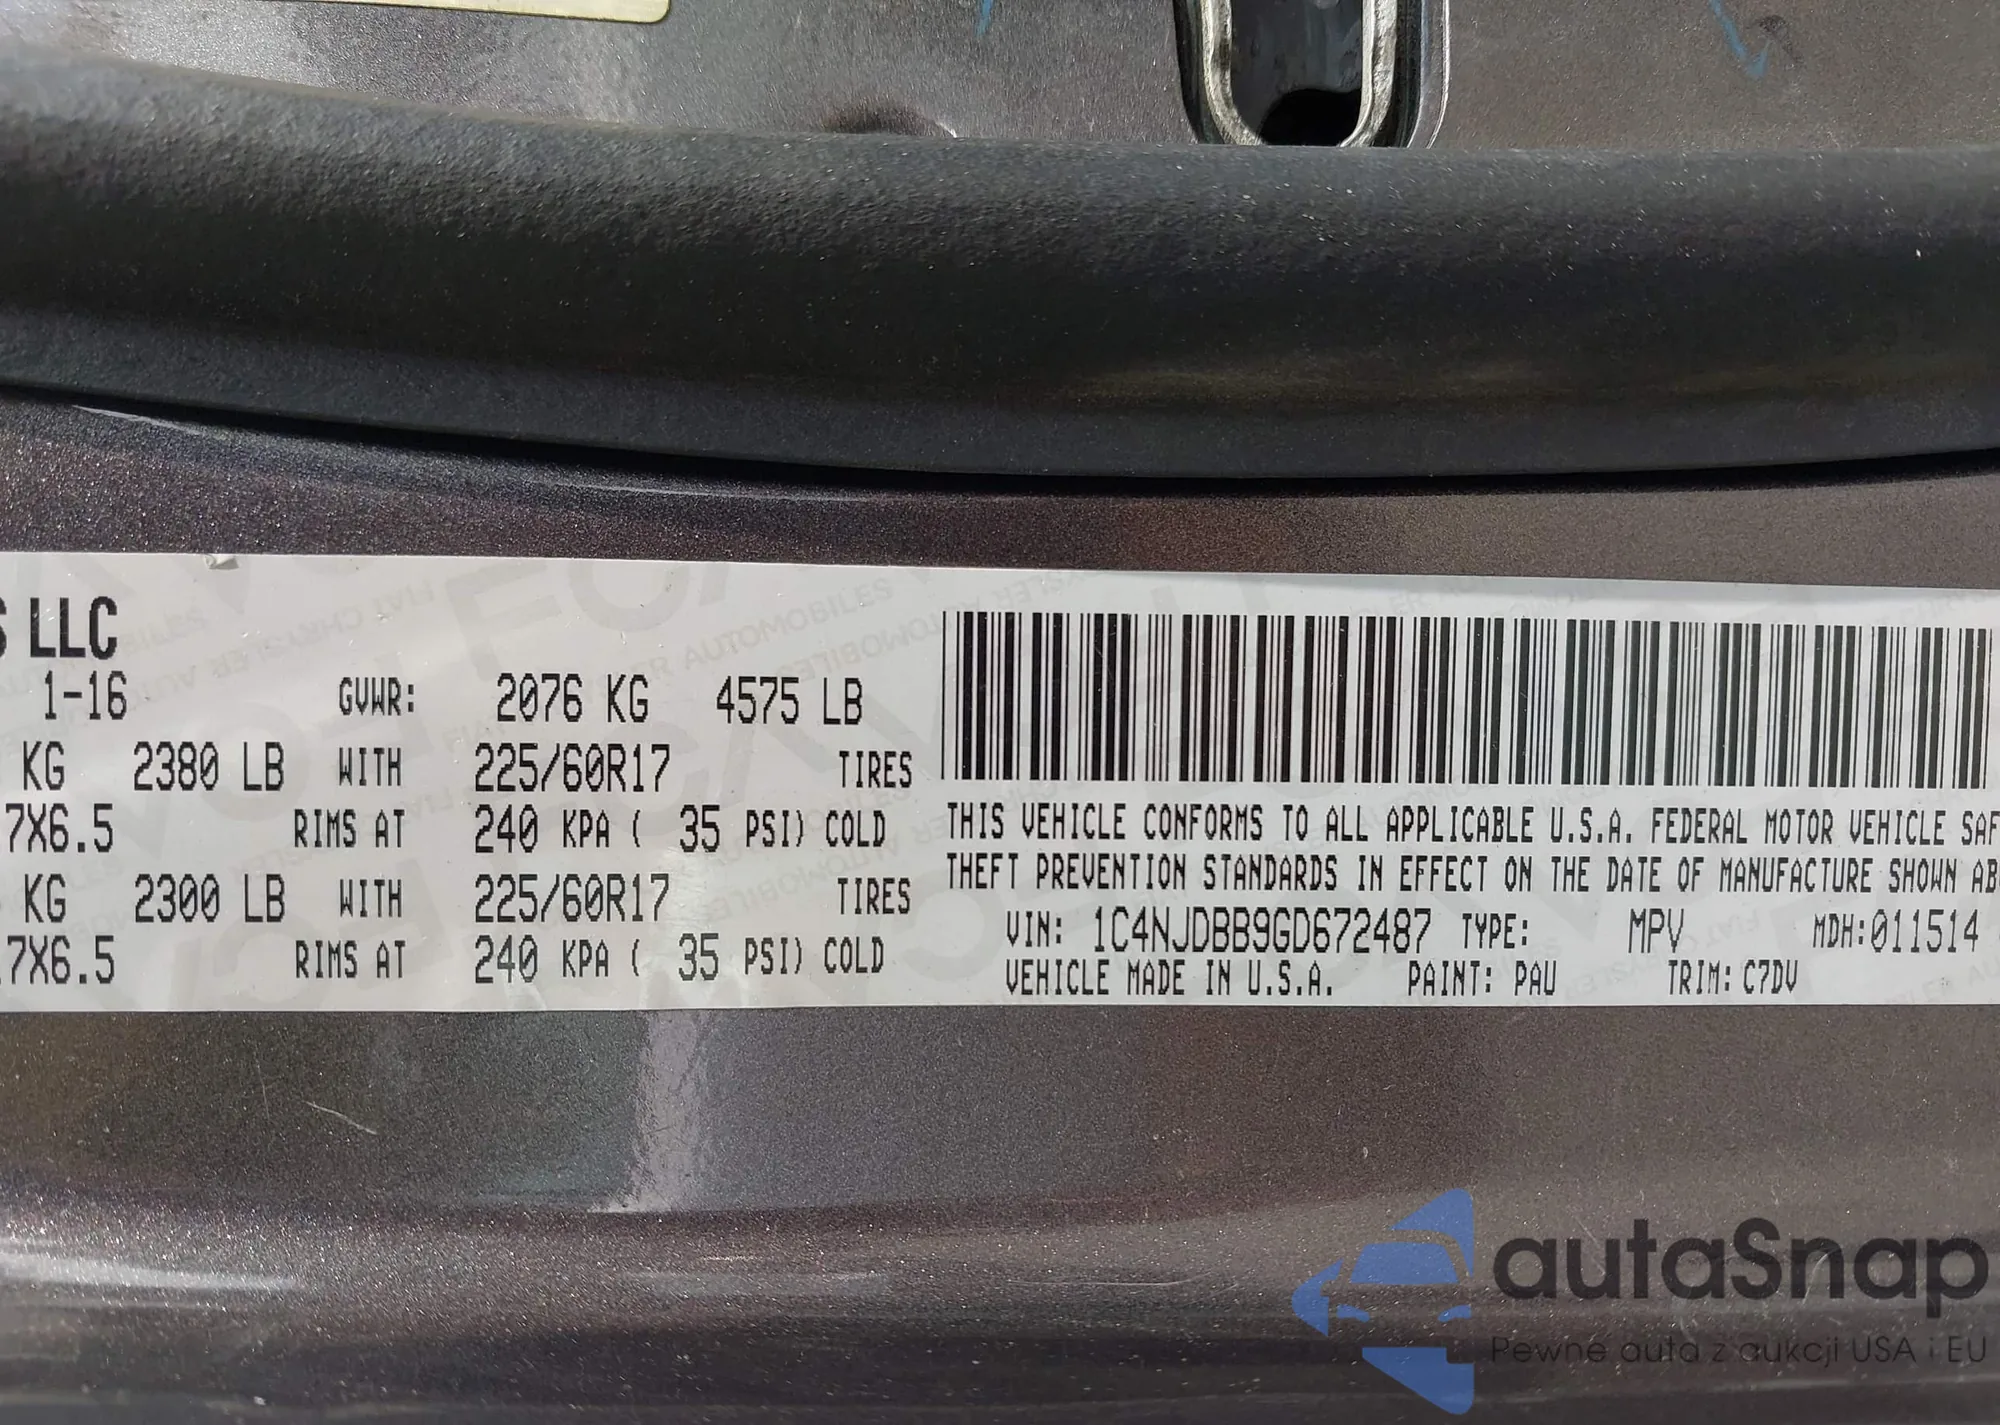 S LLC
1-16 GVWR: 2076 KG 4575 LB
KG 2380 LB WITH 225/60R17 TIRES
7X6.5 RIMS AT 240 KPA ( 35 PSI) COLD
KG 2300 LB WITH 225/60R17 TIRES
7X6.5 RIMS AT 240 KPA ( 35 PSI) COLD
THIS VEHICLE CONFORMS TO ALL APPLICABLE U.S.A. FEDERAL MOTOR VEHICLE SAF
THEFT PREVENTION STANDARDS IN EFFECT ON THE DATE OF MANUFACTURE SHOWN AB
VIN: 1C4NJDBB9GD672487 TYPE: MPV MDH:011514
VEHICLE MADE IN U.S.A. PAINT: PAU TRIM: C7DV
autaSnap
Pewne auta z aukcji USA i EU